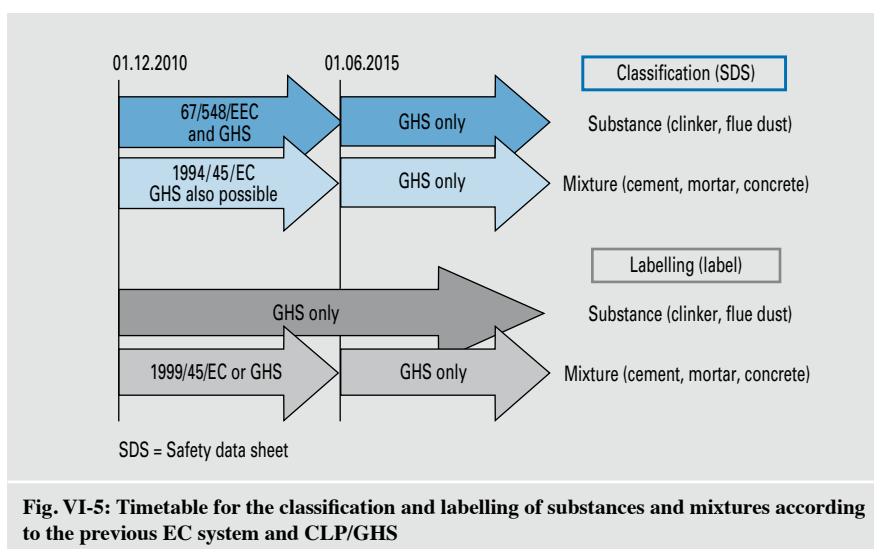 01.12.2010
01.06.2015
Classification (SDS)
67/548/EEC
and GHS
GHS only
Substance (clinker, flue dust)
1994/45/EC
GHS also possible
GHS only
Mixture (cement, mortar, concrete)
Labelling (label)
GHS only
Substance (clinker, flue dust)
1999/45/EC or GHS
GHS only
Mixture (cement, mortar, concrete)
SDS = Safety data sheet
Fig. VI-5: Timetable for the classification and labelling of substances and mixtures according
to the previous EC system and CLP/GHS